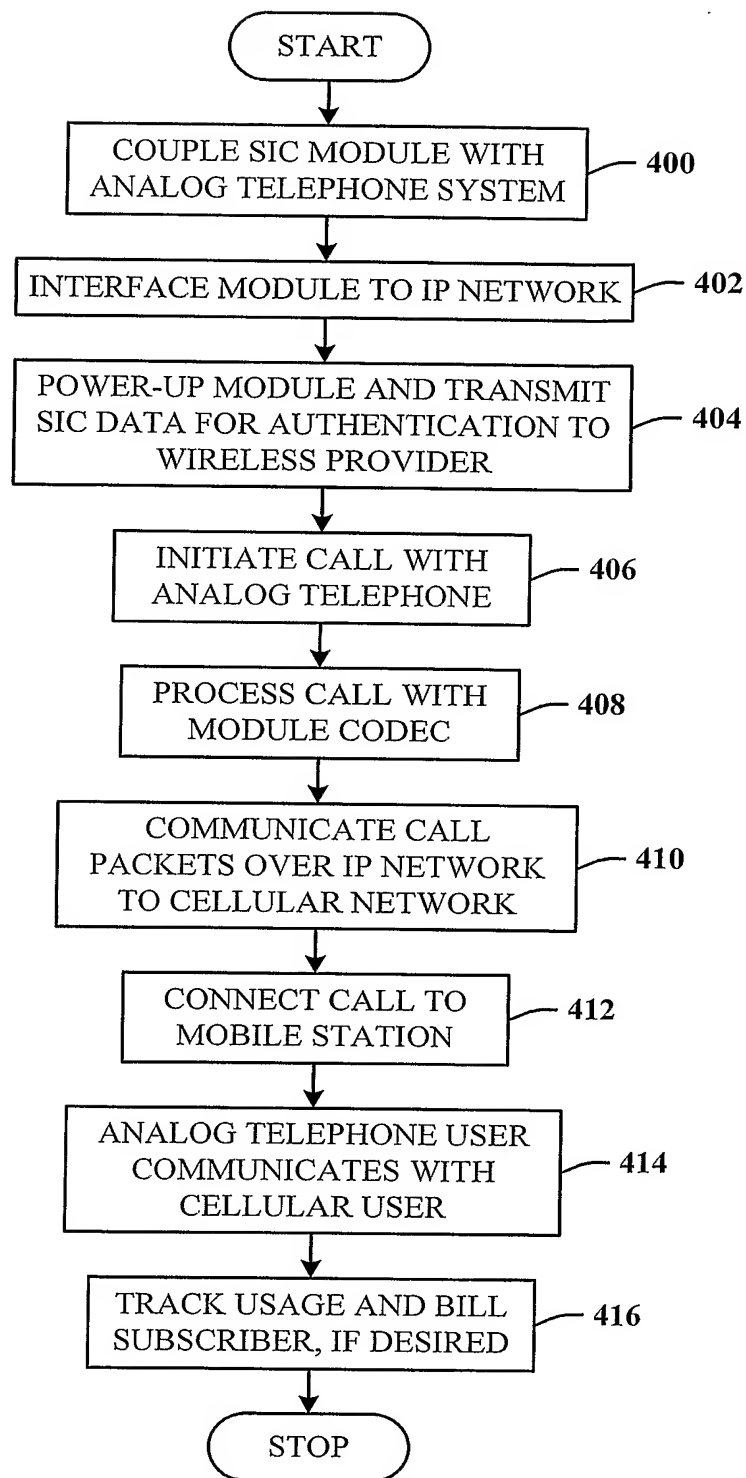 START
COUPLE SIC MODULE WITH
ANALOG TELEPHONE SYSTEM
400
INTERFACE MODULE TO IP NETWORK
402
POWER-UP MODULE AND TRANSMIT
SIC DATA FOR AUTHENTICATION TO
WIRELESS PROVIDER
404
INITIATE CALL WITH
ANALOG TELEPHONE
406
PROCESS CALL WITH
MODULE CODEC
408
COMMUNICATE CALL
PACKETS OVER IP NETWORK
TO CELLULAR NETWORK
410
CONNECT CALL TO
MOBILE STATION
412
ANALOG TELEPHONE USER
COMMUNICATES WITH
CELLULAR USER
414
TRACK USAGE AND BILL
SUBSCRIBER, IF DESIRED
416
STOP